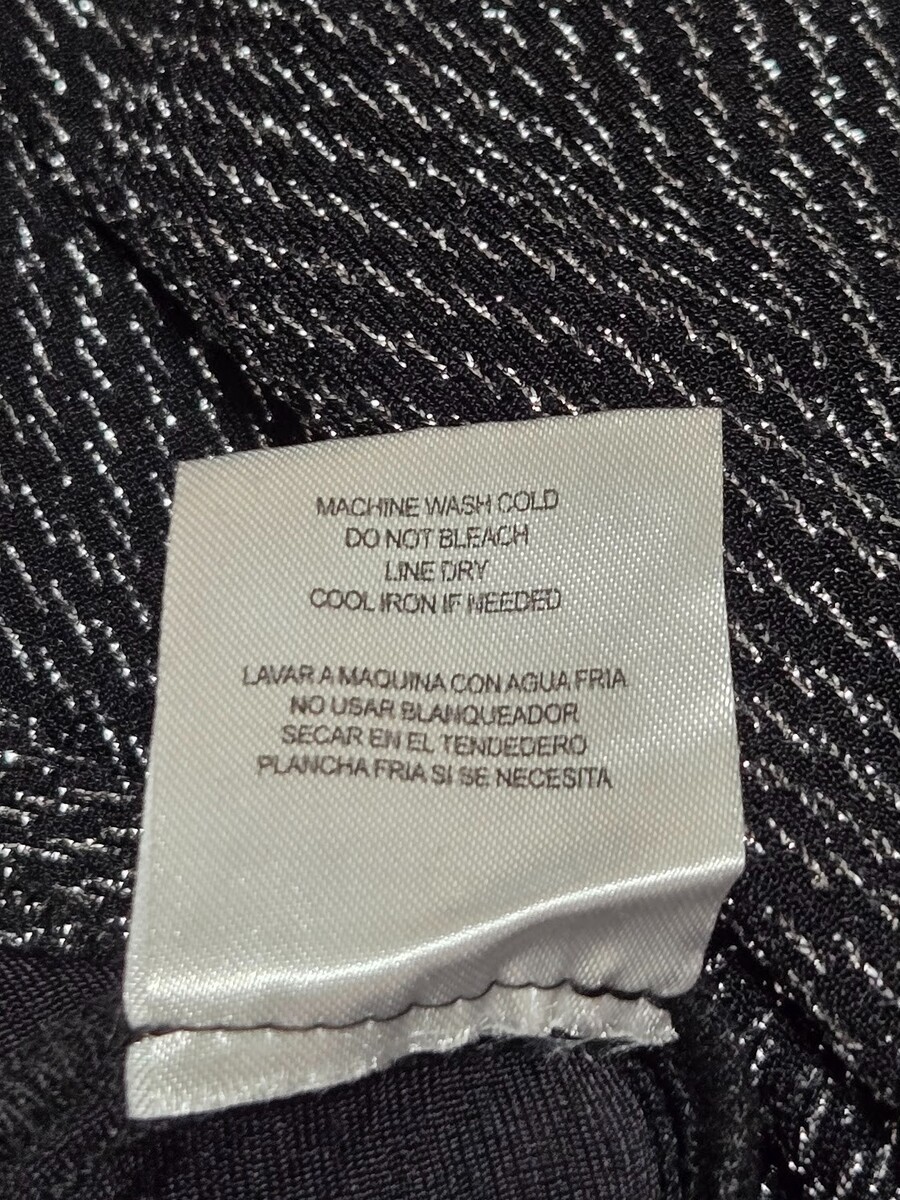 MACHINE WASH COLD
DO NOT BLEACH
LINE DRY
COOL IRON IF NEEDED
LAVAR A MAQUINA CON AGUA FRIA
NO USAR BLANQUEADOR
SECAR EN EL TENDEDERO
PLANCHA FRIA SI SE NECESITA